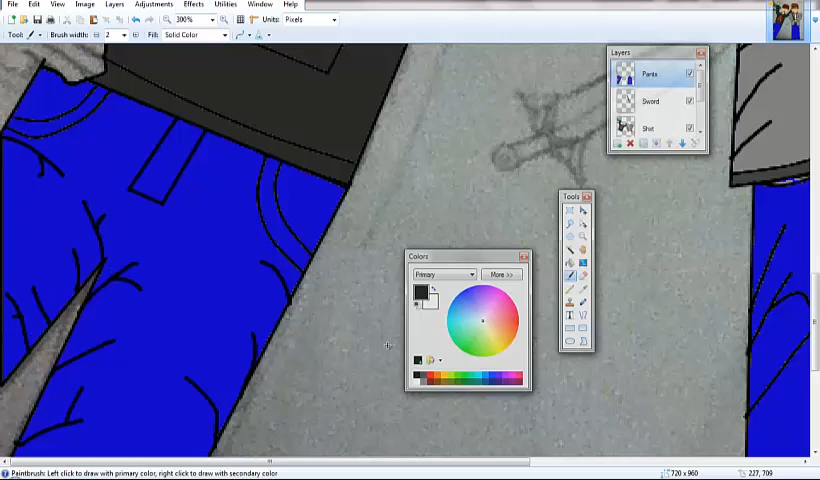 File Edit View Image Layers Adjustments Effects Utilities Window Help
300% Units: Pixels
Tool: Brush width: 2 Fill: Solid Color
Layers
Pants
Sword
Shirt
Tools
Colors
Primary More >>
Paintbrush: Left click to draw with primary color, right click to draw with secondary color
720 x 960
227, 709